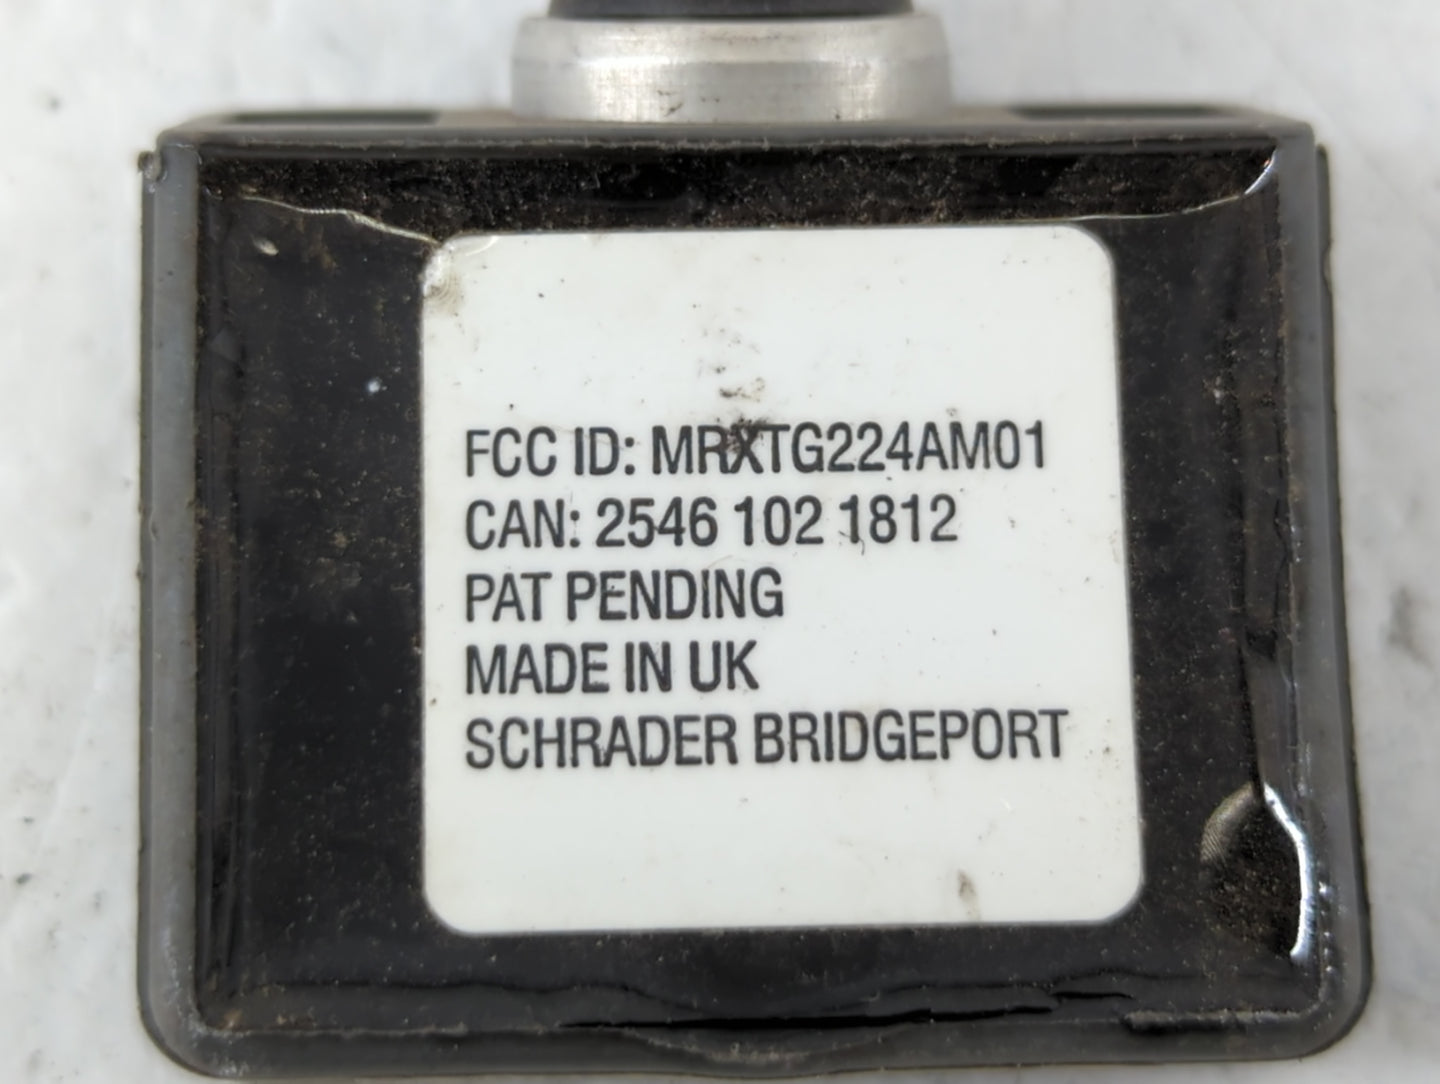 FCC ID: MRXTG224AM01
CAN: 2546 102 1812
PAT PENDING
MADE IN UK
SCHRADER BRIDGEPORT